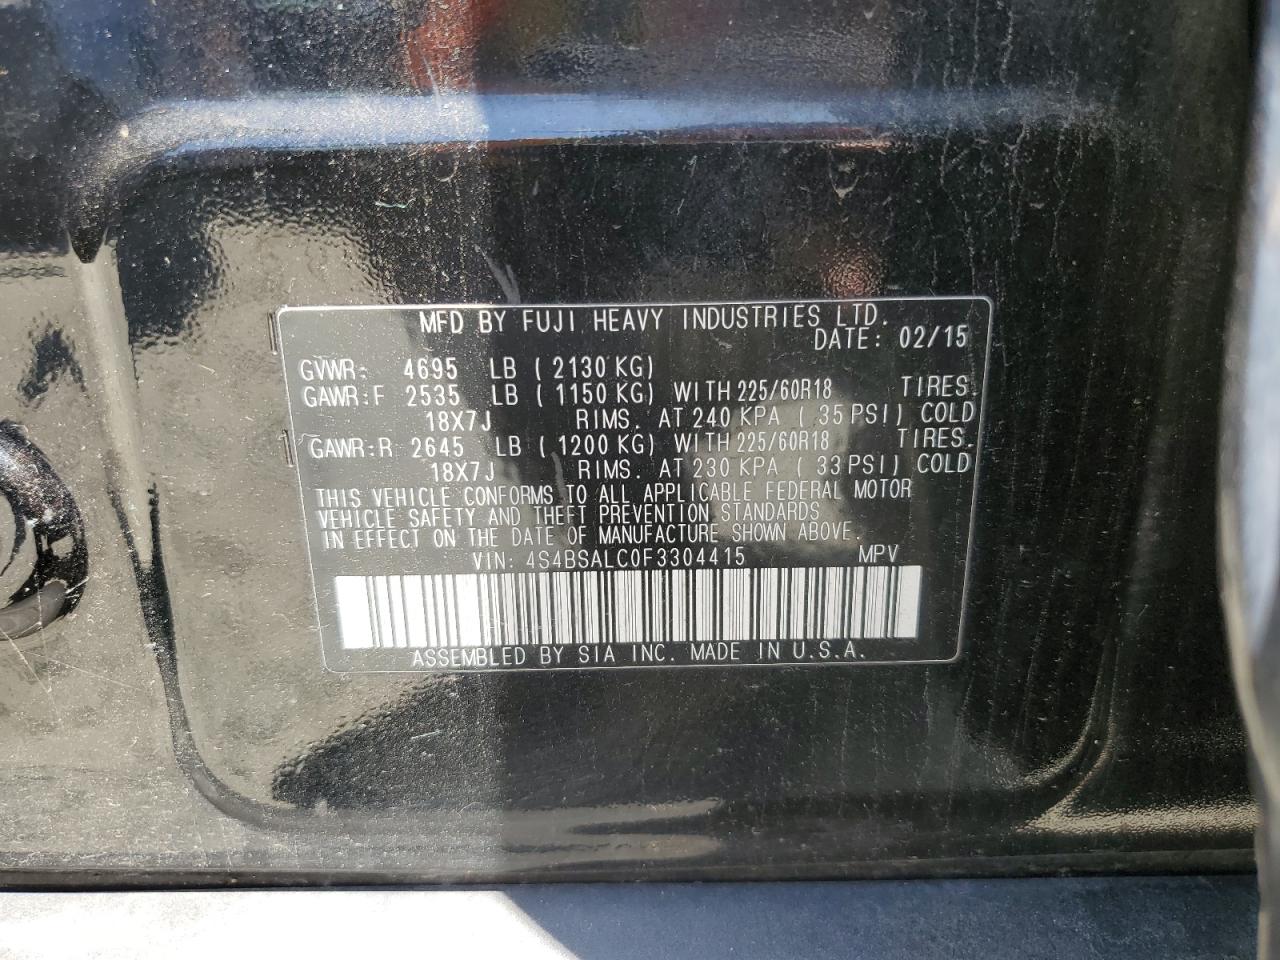 MFD BY FUJI HEAVY INDUSTRIES LTD.
DATE: 02/15
GVWR: 4695 LB ( 2130 KG)
GAWR:F 2535 LB ( 1150 KG) WITH 225/60R18 TIRES.
18X7J RIMS. AT 240 KPA ( 35 PSI) COLD
GAWR:R 2645 LB ( 1200 KG) WITH 225/60R18 TIRES.
18X7J RIMS. AT 230 KPA ( 33 PSI) COLD
THIS VEHICLE CONFORMS TO ALL APPLICABLE FEDERAL MOTOR
VEHICLE SAFETY AND THEFT PREVENTION STANDARDS
IN EFFECT ON THE DATE OF MANUFACTURE SHOWN ABOVE.
VIN: 4S4BSALC0F3304415 MPV
ASSEMBLED BY SIA INC. MADE IN U.S.A.